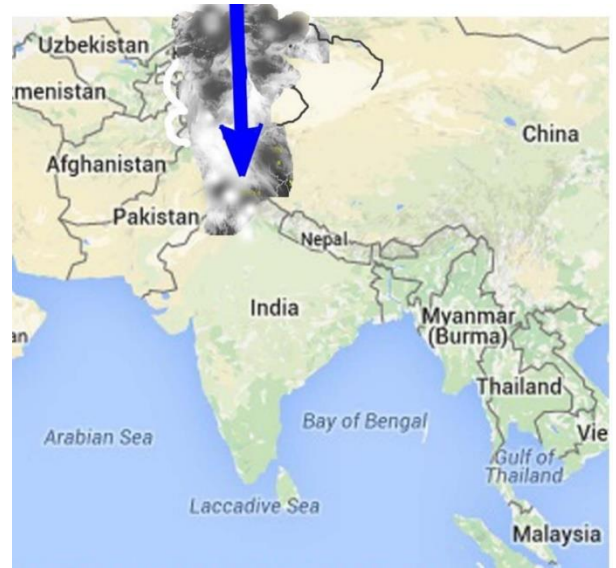 Uzbekistan
menistan
China
Afghanistan
Pakistan
Nepal
India
an
Myanmar
(Burma)
Thailand
Bay of Bengal
Arabian Sea
Vie
Gulf of
Thailand
Laccadive Sea
Malaysia